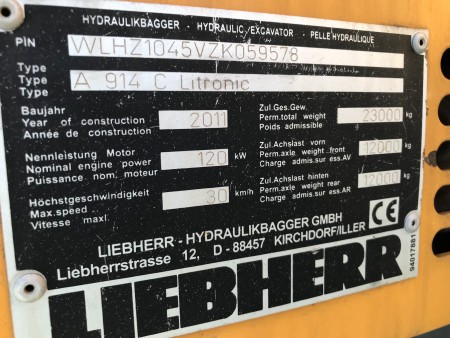 HYDRAULIKBAGGER - HYDRAULIC/EXCAVATOR - PELLE HYDRAULIQUE
PIN WLHZ1045VZK059578
Type
Type A 914 C Litronic
Type
Baujahr
Year of construction 2011
Année de construction
Nennleistung Motor
Nominal engine power 120 kW
Puissance nom. moteur
Höchstgeschwindigkeit
Max.speed 30 km/h
Vitesse maxl.
Zul.Ges.Gew.
Perm.total weight 23000 kg
Poids admissible
Zul.Achslast vorn
Perm.axle weight front 12000 kg
Charge admis.sur ess.AV
Zul.Achslast hinten
Perm.axle weight rear 12000 kg
Charge admis.sur ess.AR
LIEBHERR - HYDRAULIKBAGGER GMBH
Liebherrstrasse 12, D - 88457 KIRCHDORF/ILLER
CE
94017881
LIEBHERR